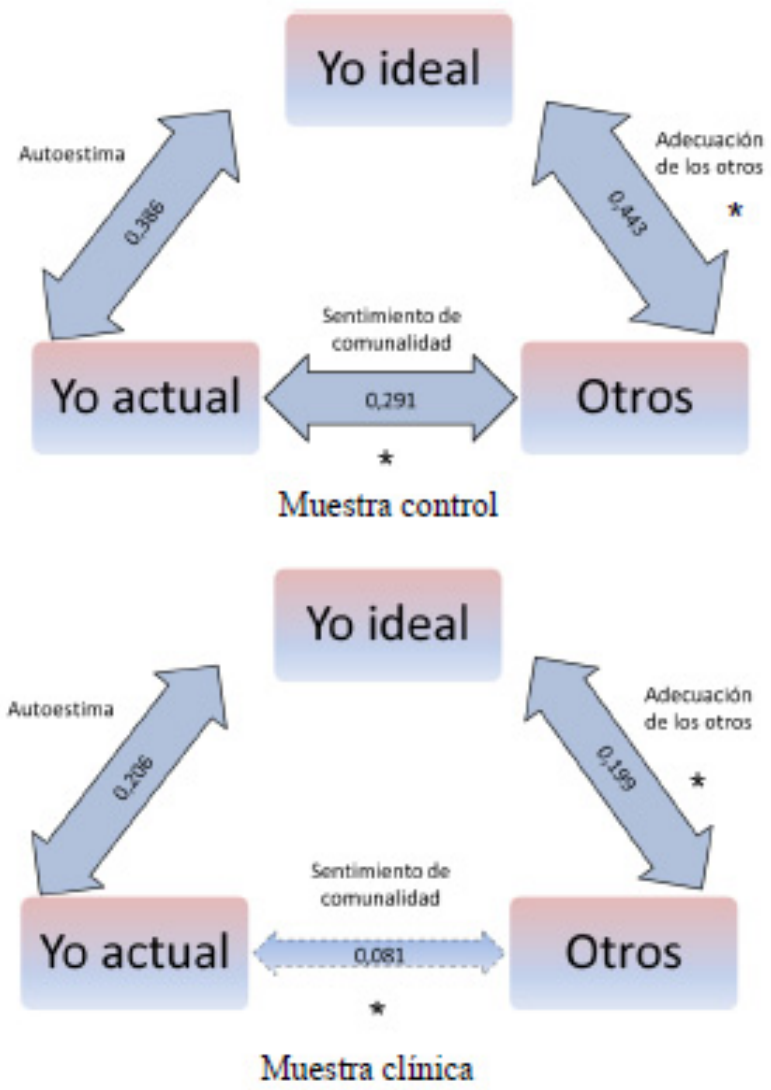 Yo ideal
Autoestima
0,386
Adecuación
de los otros
*
0,443
Sentimiento de
comunalidad
Yo actual
0,291
Otros
*
Muestra control
Yo ideal
Autoestima
0,206
Adecuación
de los otros
*
0,199
Sentimiento de
comunalidad
Yo actual
0,081
Otros
*
Muestra clínica